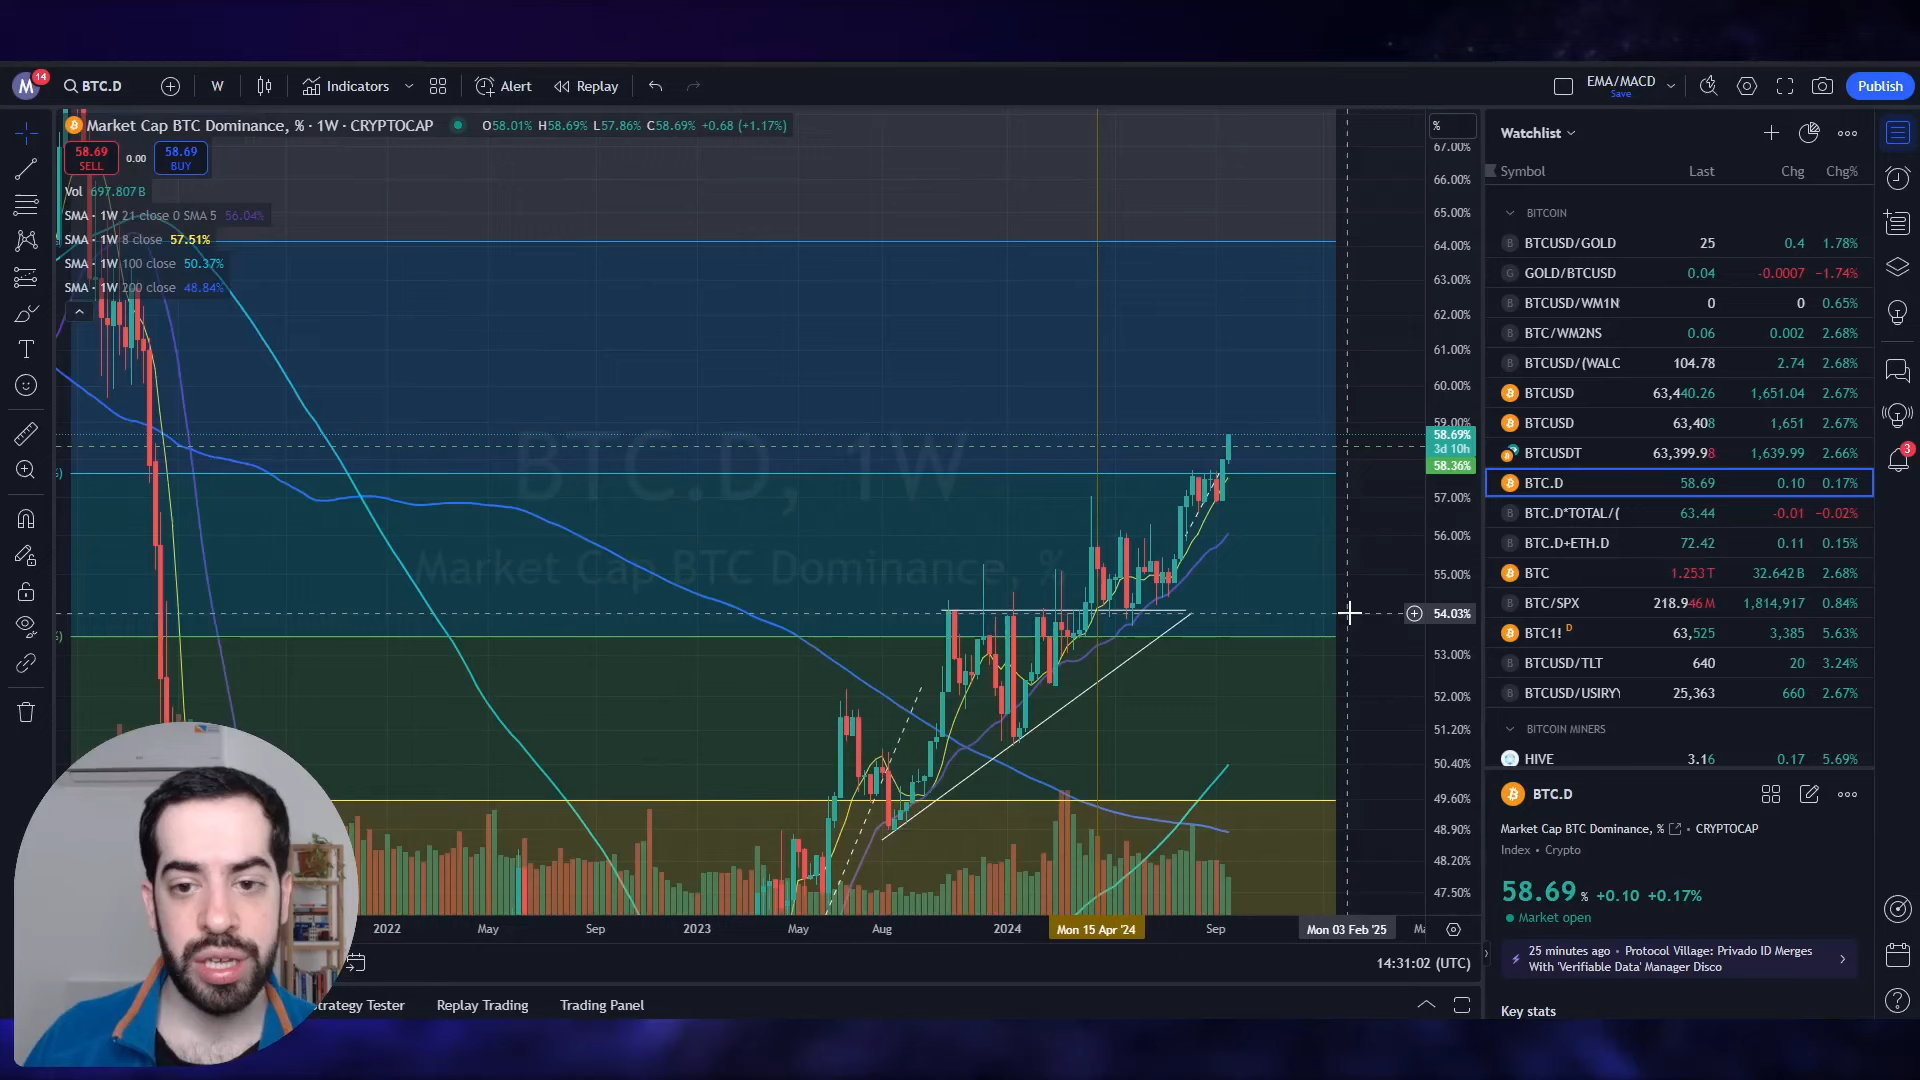 M 14 BTC.D W Indicators Alert Replay EMA/MACD Save Publish
Market Cap BTC Dominance, % · 1W · CRYPTOCAP O58.01% H58.69% L57.86% C58.69% +0.68 (+1.17%)
58.69 SELL 0.00 58.69 BUY
Vol 697.807B
SMA · 1W 21 close 0 SMA 5 56.04%
SMA · 1W 8 close 57.51%
SMA · 1W 100 close 50.37%
SMA · 1W 200 close 48.84%
BTC.D, 1W
Market Cap BTC Dominance, %
%
67.00%
66.00%
65.00%
64.00%
63.00%
62.00%
61.00%
60.00%
59.00%
58.69%
3d 10h
58.36%
57.00%
56.00%
55.00%
54.03%
53.00%
52.00%
51.20%
50.40%
49.60%
48.90%
48.20%
47.50%
2022 May Sep 2023 May Aug 2024 Mon 15 Apr '24 Sep Mon 03 Feb '25
14:31:02 (UTC)
Strategy Tester Replay Trading Trading Panel
Watchlist
Symbol Last Chg Chg%
BITCOIN
BTCUSD/GOLD 25 0.4 1.78%
GOLD/BTCUSD 0.04 -0.0007 −1.74%
BTCUSD/WM1N 0 0 0.65%
BTC/WM2NS 0.06 0.002 2.68%
BTCUSD/(WALC 104.78 2.74 2.68%
BTCUSD 63,440.26 1,651.04 2.67%
BTCUSD 63,408 1,651 2.67%
BTCUSDT 63,399.98 1,639.99 2.66%
BTC.D 58.69 0.10 0.17%
BTC.D*TOTAL/( 63.44 -0.01 −0.02%
BTC.D+ETH.D 72.42 0.11 0.15%
BTC 1.253T 32.642B 2.68%
BTC/SPX 218.946M 1,814,917 0.84%
BTC1! D 63,525 3,385 5.63%
BTCUSD/TLT 640 20 3.24%
BTCUSD/USIRYY 25,363 660 2.67%
BITCOIN MINERS
HIVE 3.16 0.17 5.69%
BTC.D
Market Cap BTC Dominance, % • CRYPTOCAP
Index • Crypto
58.69 % +0.10 +0.17%
Market open
25 minutes ago • Protocol Village: Privado ID Merges
With 'Verifiable Data' Manager Disco
Key stats
3